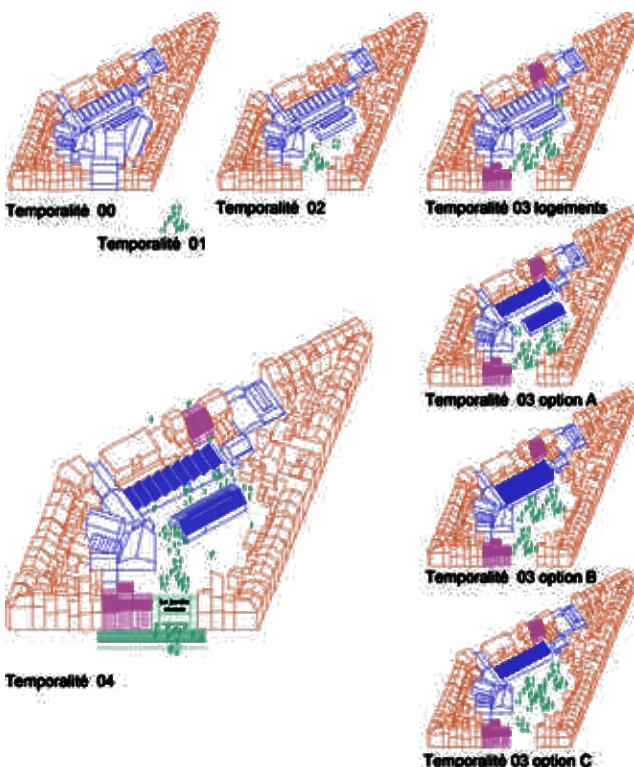 Temporalité 00
Temporalité 01
Temporalité 02
Temporalité 03 logements
Temporalité 03 option A
Temporalité 03 option B
Temporalité 04
Temporalité 03 option C